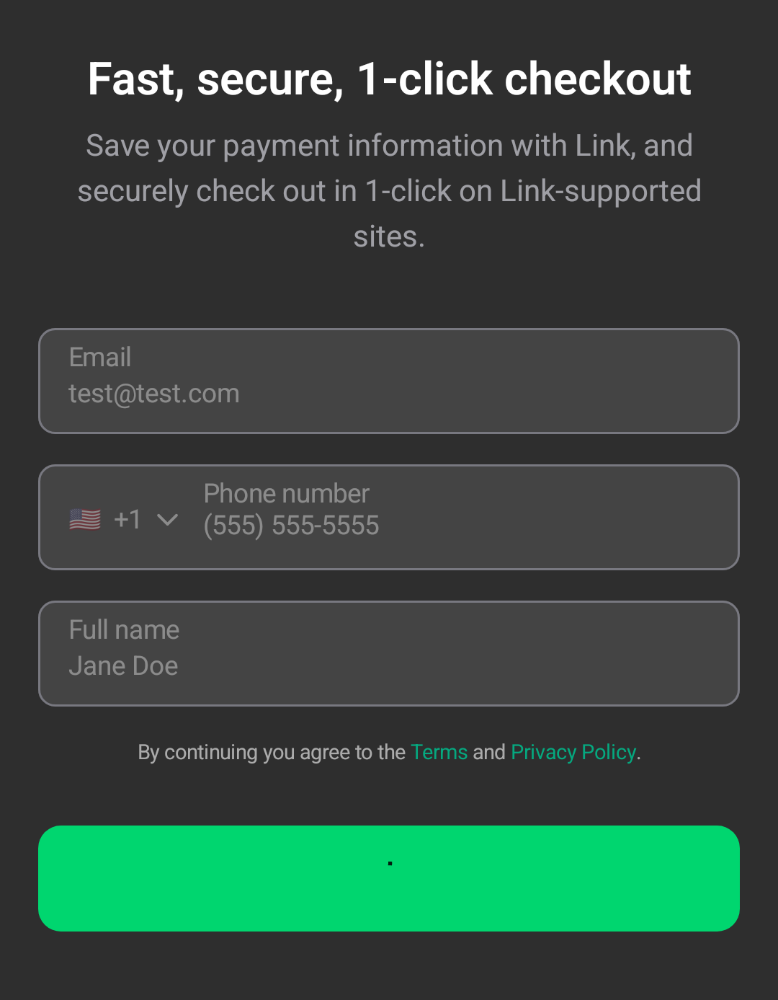 Fast, secure, 1-click checkout
Save your payment information with Link, and
securely check out in 1-click on Link-supported
sites.
Email
test@test.com
+1
Phone number
(555) 555-5555
Full name
Jane Doe
By continuing you agree to the Terms and Privacy Policy.